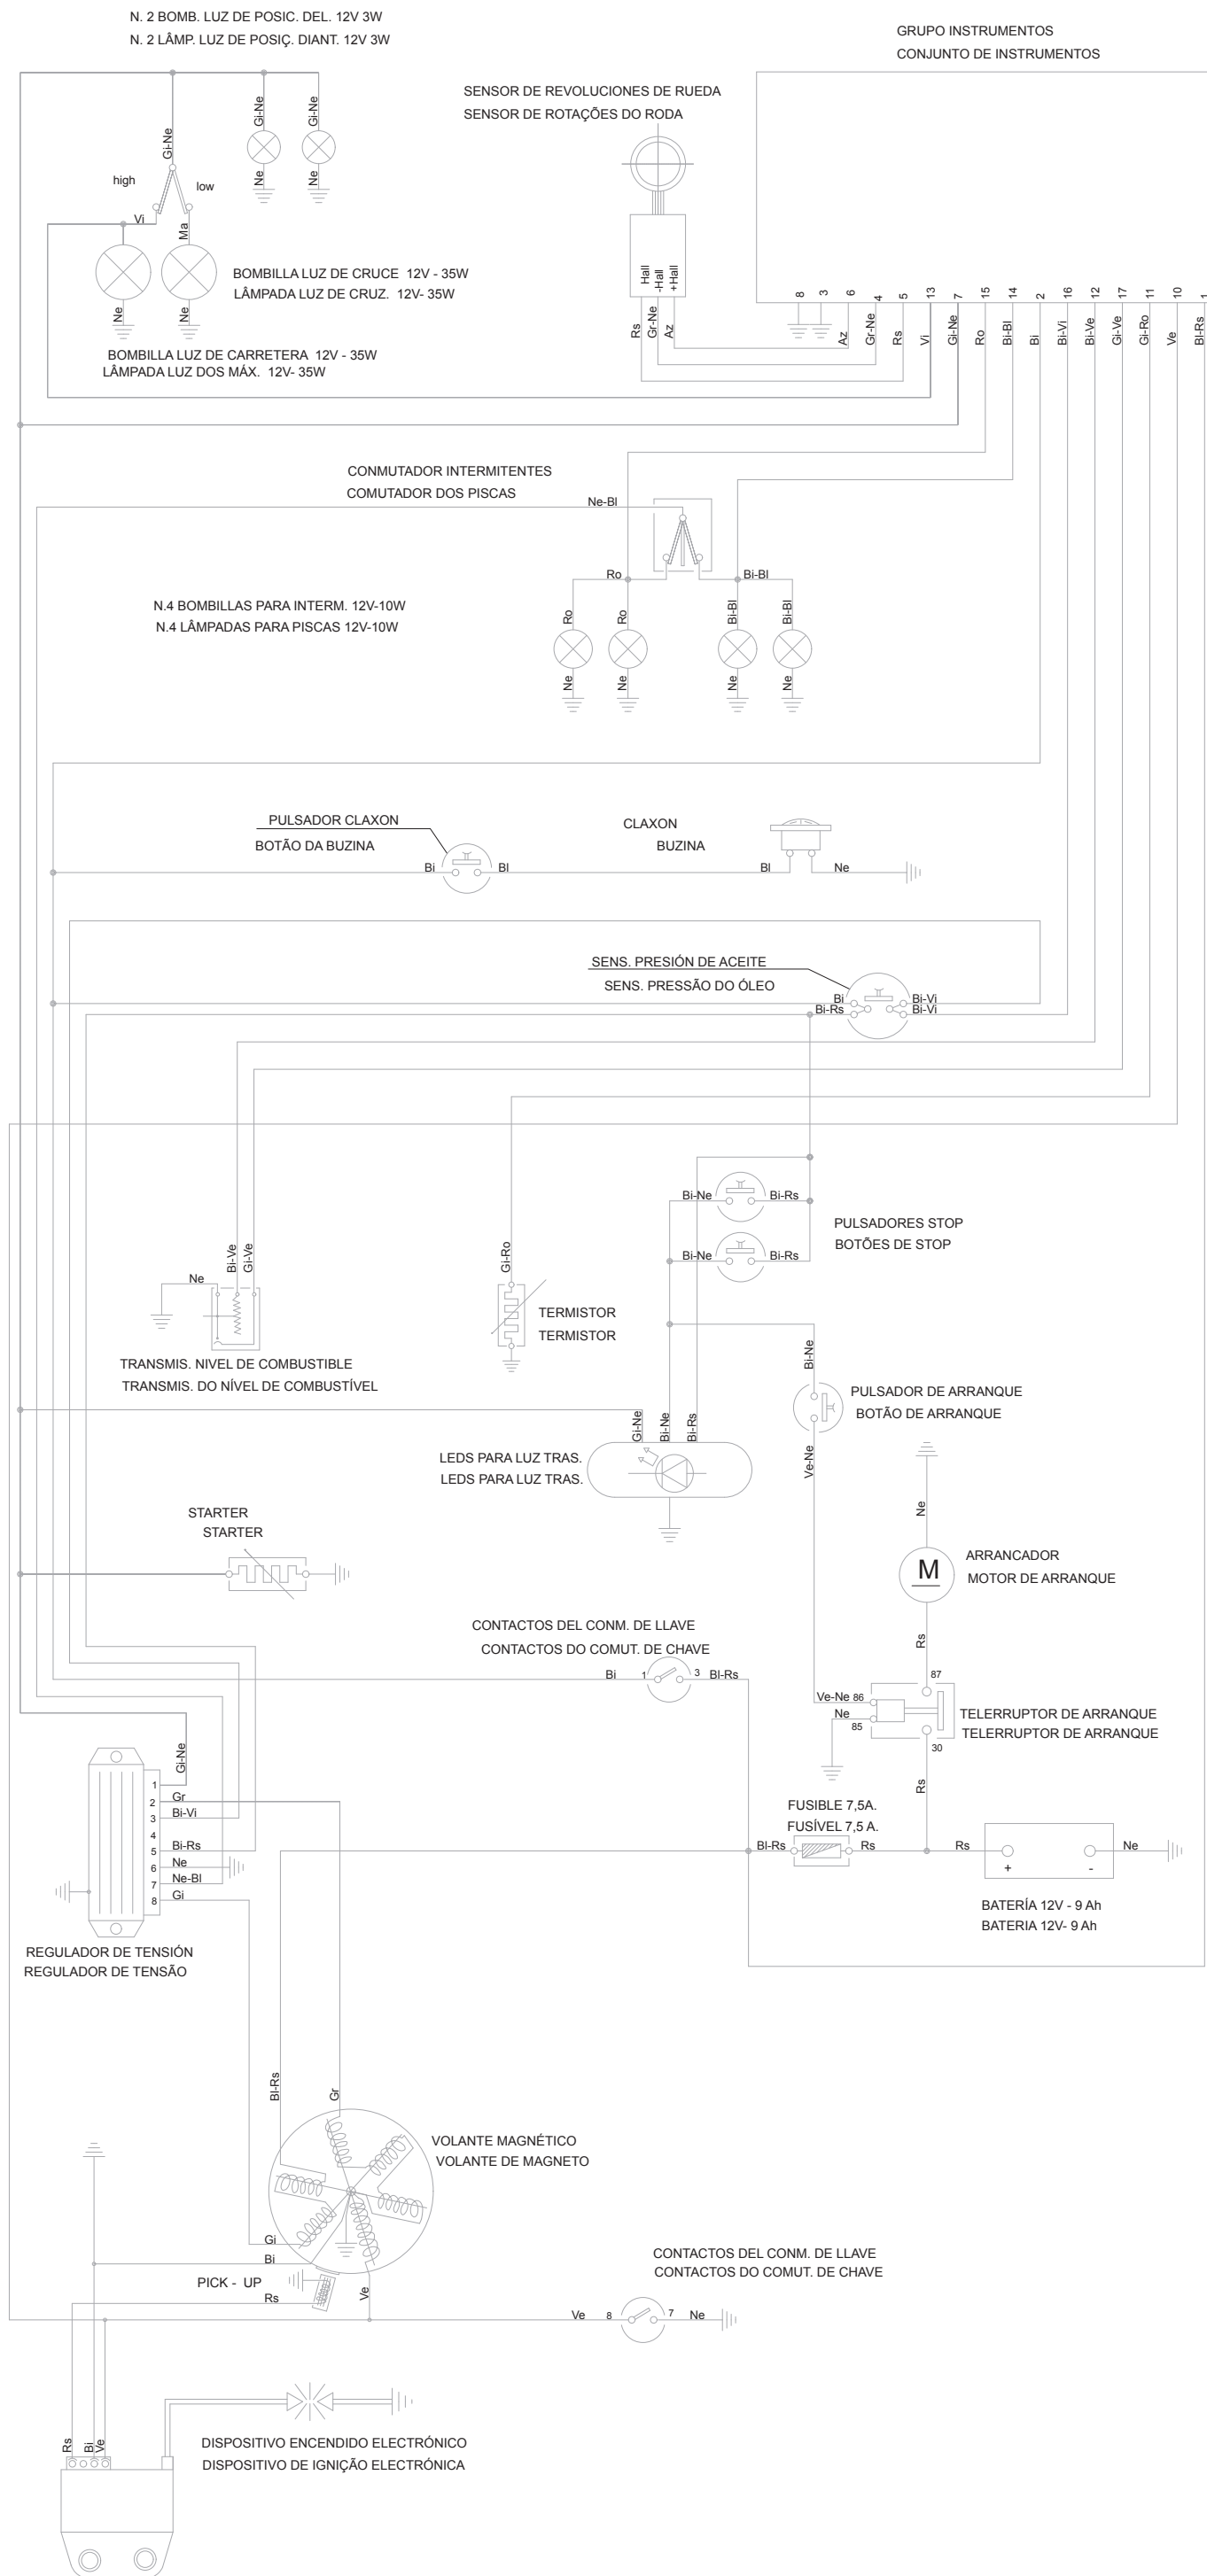 N. 2 BOMB. LUZ DE POSIC. DEL. 12V 3W
N. 2 LÂMP. LUZ DE POSIÇ. DIANT. 12V 3W
GRUPO INSTRUMENTOS
CONJUNTO DE INSTRUMENTOS
SENSOR DE REVOLUCIONES DE RUEDA
SENSOR DE ROTAÇÕES DO RODA
Gi-Ne
Gi-Ne
Gi-Ne
high
low
Ne
Ne
Vi
Ma
BOMBILLA LUZ DE CRUCE 12V - 35W
LÂMPADA LUZ DE CRUZ. 12V- 35W
Ne
Ne
BOMBILLA LUZ DE CARRETERA 12V - 35W
LÂMPADA LUZ DOS MÁX. 12V- 35W
Hall
-Hall
+Hall
Rs
Gr-Ne
Az
8 3 6 4 5 13 7 15 14 2 16 12 17 11 10 1
Az
Gr-Ne
Rs
Vi
Gi-Ne
Ro
Bi-Bl
Bi
Bi-Vi
Bi-Ve
Gi-Ve
Gi-Ro
Ve
Bl-Rs
CONMUTADOR INTERMITENTES
COMUTADOR DOS PISCAS
Ne-Bl
Ro
Bi-Bl
N.4 BOMBILLAS PARA INTERM. 12V-10W
N.4 LÂMPADAS PARA PISCAS 12V-10W
Ro
Ro
Bi-Bl
Bi-Bl
Ne
Ne
Ne
Ne
PULSADOR CLAXON
BOTÃO DA BUZINA
CLAXON
BUZINA
Bi
Bl
Bl
Ne
SENS. PRESIÓN DE ACEITE
SENS. PRESSÃO DO ÓLEO
Bi
Bi-Rs
Bi-Vi
Bi-Vi
Bi-Ne
Bi-Rs
PULSADORES STOP
BOTÕES DE STOP
Bi-Ne
Bi-Rs
Ne
Bi-Ve
Gi-Ve
Gi-Ro
TERMISTOR
TERMISTOR
TRANSMIS. NIVEL DE COMBUSTIBLE
TRANSMIS. DO NÍVEL DE COMBUSTÍVEL
Bi-Ne
PULSADOR DE ARRANQUE
BOTÃO DE ARRANQUE
Gi-Ne
Bi-Ne
Bi-Rs
Ve-Ne
LEDS PARA LUZ TRAS.
LEDS PARA LUZ TRAS.
STARTER
STARTER
Ne
M
ARRANCADOR
MOTOR DE ARRANQUE
CONTACTOS DEL CONM. DE LLAVE
CONTACTOS DO COMUT. DE CHAVE
Rs
Bi
1
3
Bl-Rs
87
Ve-Ne
86
Ne
85
TELERRUPTOR DE ARRANQUE
TELERRUPTOR DE ARRANQUE
30
Rs
Gi-Ne
1
2
3
4
5
6
7
8
Gr
Bi-Vi
Bi-Rs
Ne
Ne-Bl
Gi
FUSIBLE 7,5A.
FUSÍVEL 7,5 A.
Bl-Rs
Rs
Rs
+
-
Ne
BATERÍA 12V - 9 Ah
BATERIA 12V- 9 Ah
REGULADOR DE TENSIÓN
REGULADOR DE TENSÃO
Bl-Rs
Gr
VOLANTE MAGNÉTICO
VOLANTE DE MAGNETO
Gi
Bi
PICK - UP
Rs
Ve
CONTACTOS DEL CONM. DE LLAVE
CONTACTOS DO COMUT. DE CHAVE
Ve
8
7
Ne
Rs
Bi
Ve
DISPOSITIVO ENCENDIDO ELECTRÓNICO
DISPOSITIVO DE IGNIÇÃO ELECTRÓNICA